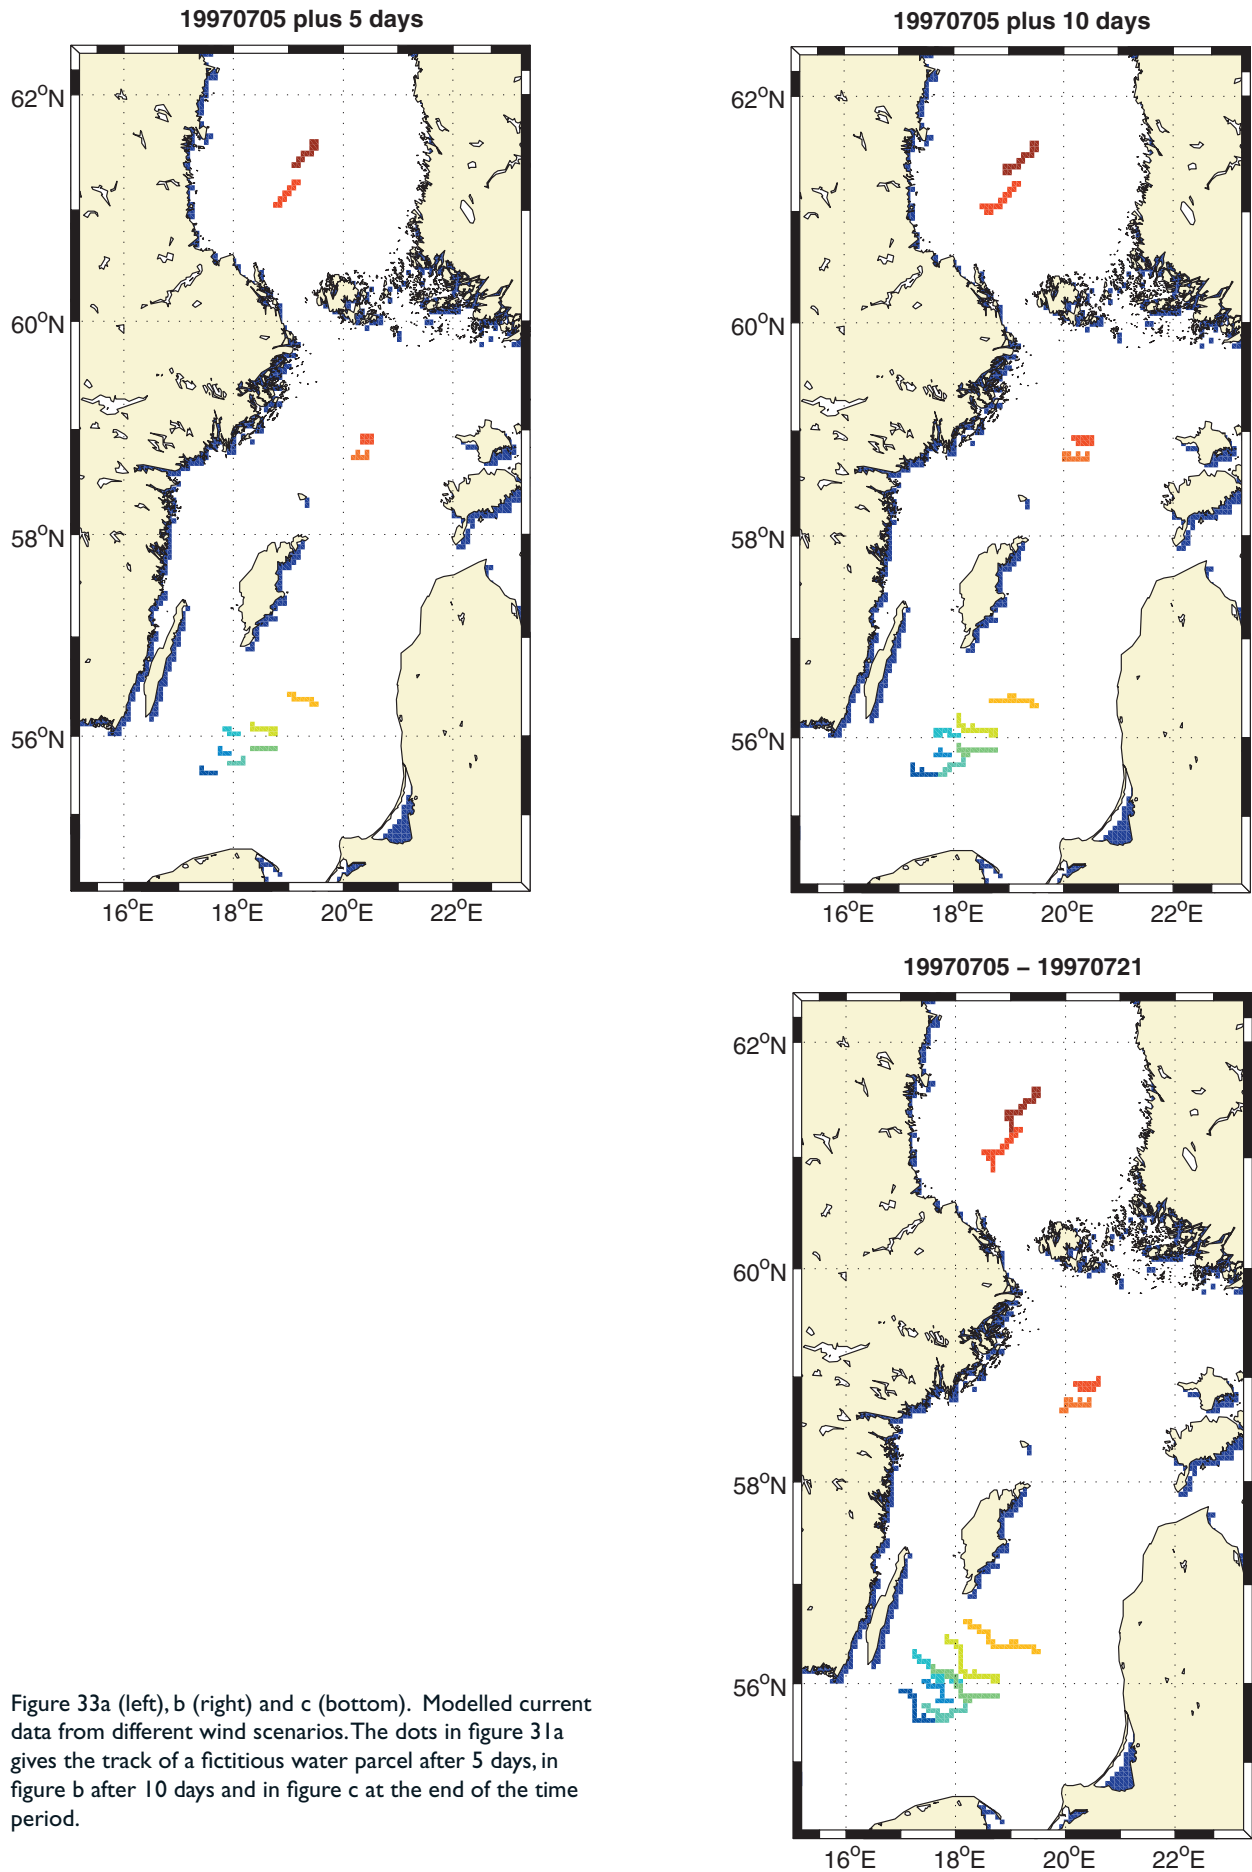 19970705 plus 5 days
62°N
60°N
58°N
56°N
16°E 18°E 20°E 22°E
19970705 plus 10 days
62°N
60°N
58°N
56°N
16°E 18°E 20°E 22°E
19970705 – 19970721
62°N
60°N
58°N
56°N
16°E 18°E 20°E 22°E
Figure 33a (left), b (right) and c (bottom). Modelled current
data from different wind scenarios. The dots in figure 31a
gives the track of a fictitious water parcel after 5 days, in
figure b after 10 days and in figure c at the end of the time
period.